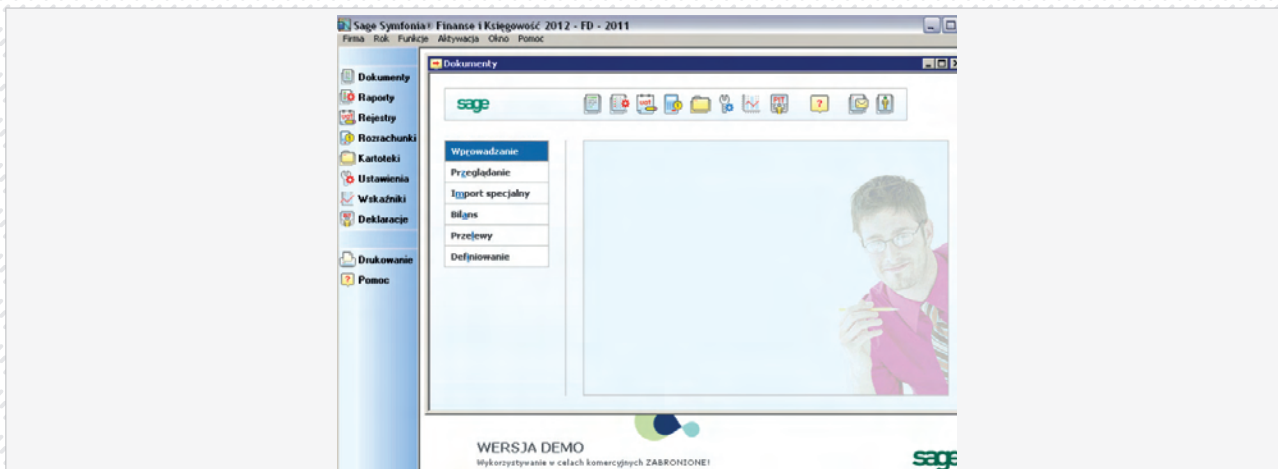 Sage Symfonia® Finanse i Księgowość 2012 - FD - 2011
Firma Rok Funkcje Aktywacja Okno Pomoc
Dokumenty
Raporty
Rejestry
Rozrachunki
Kartoteki
Ustawienia
Wskaźniki
Deklaracje
Drukowanie
Pomoc
Dokumenty
sage
Wprowadzanie
Przeglądanie
Import specjalny
Bilans
Przelewy
Definiowanie
WERSJA DEMO
Wykorzystywanie w celach komercyjnych ZABRONIONE!
sage